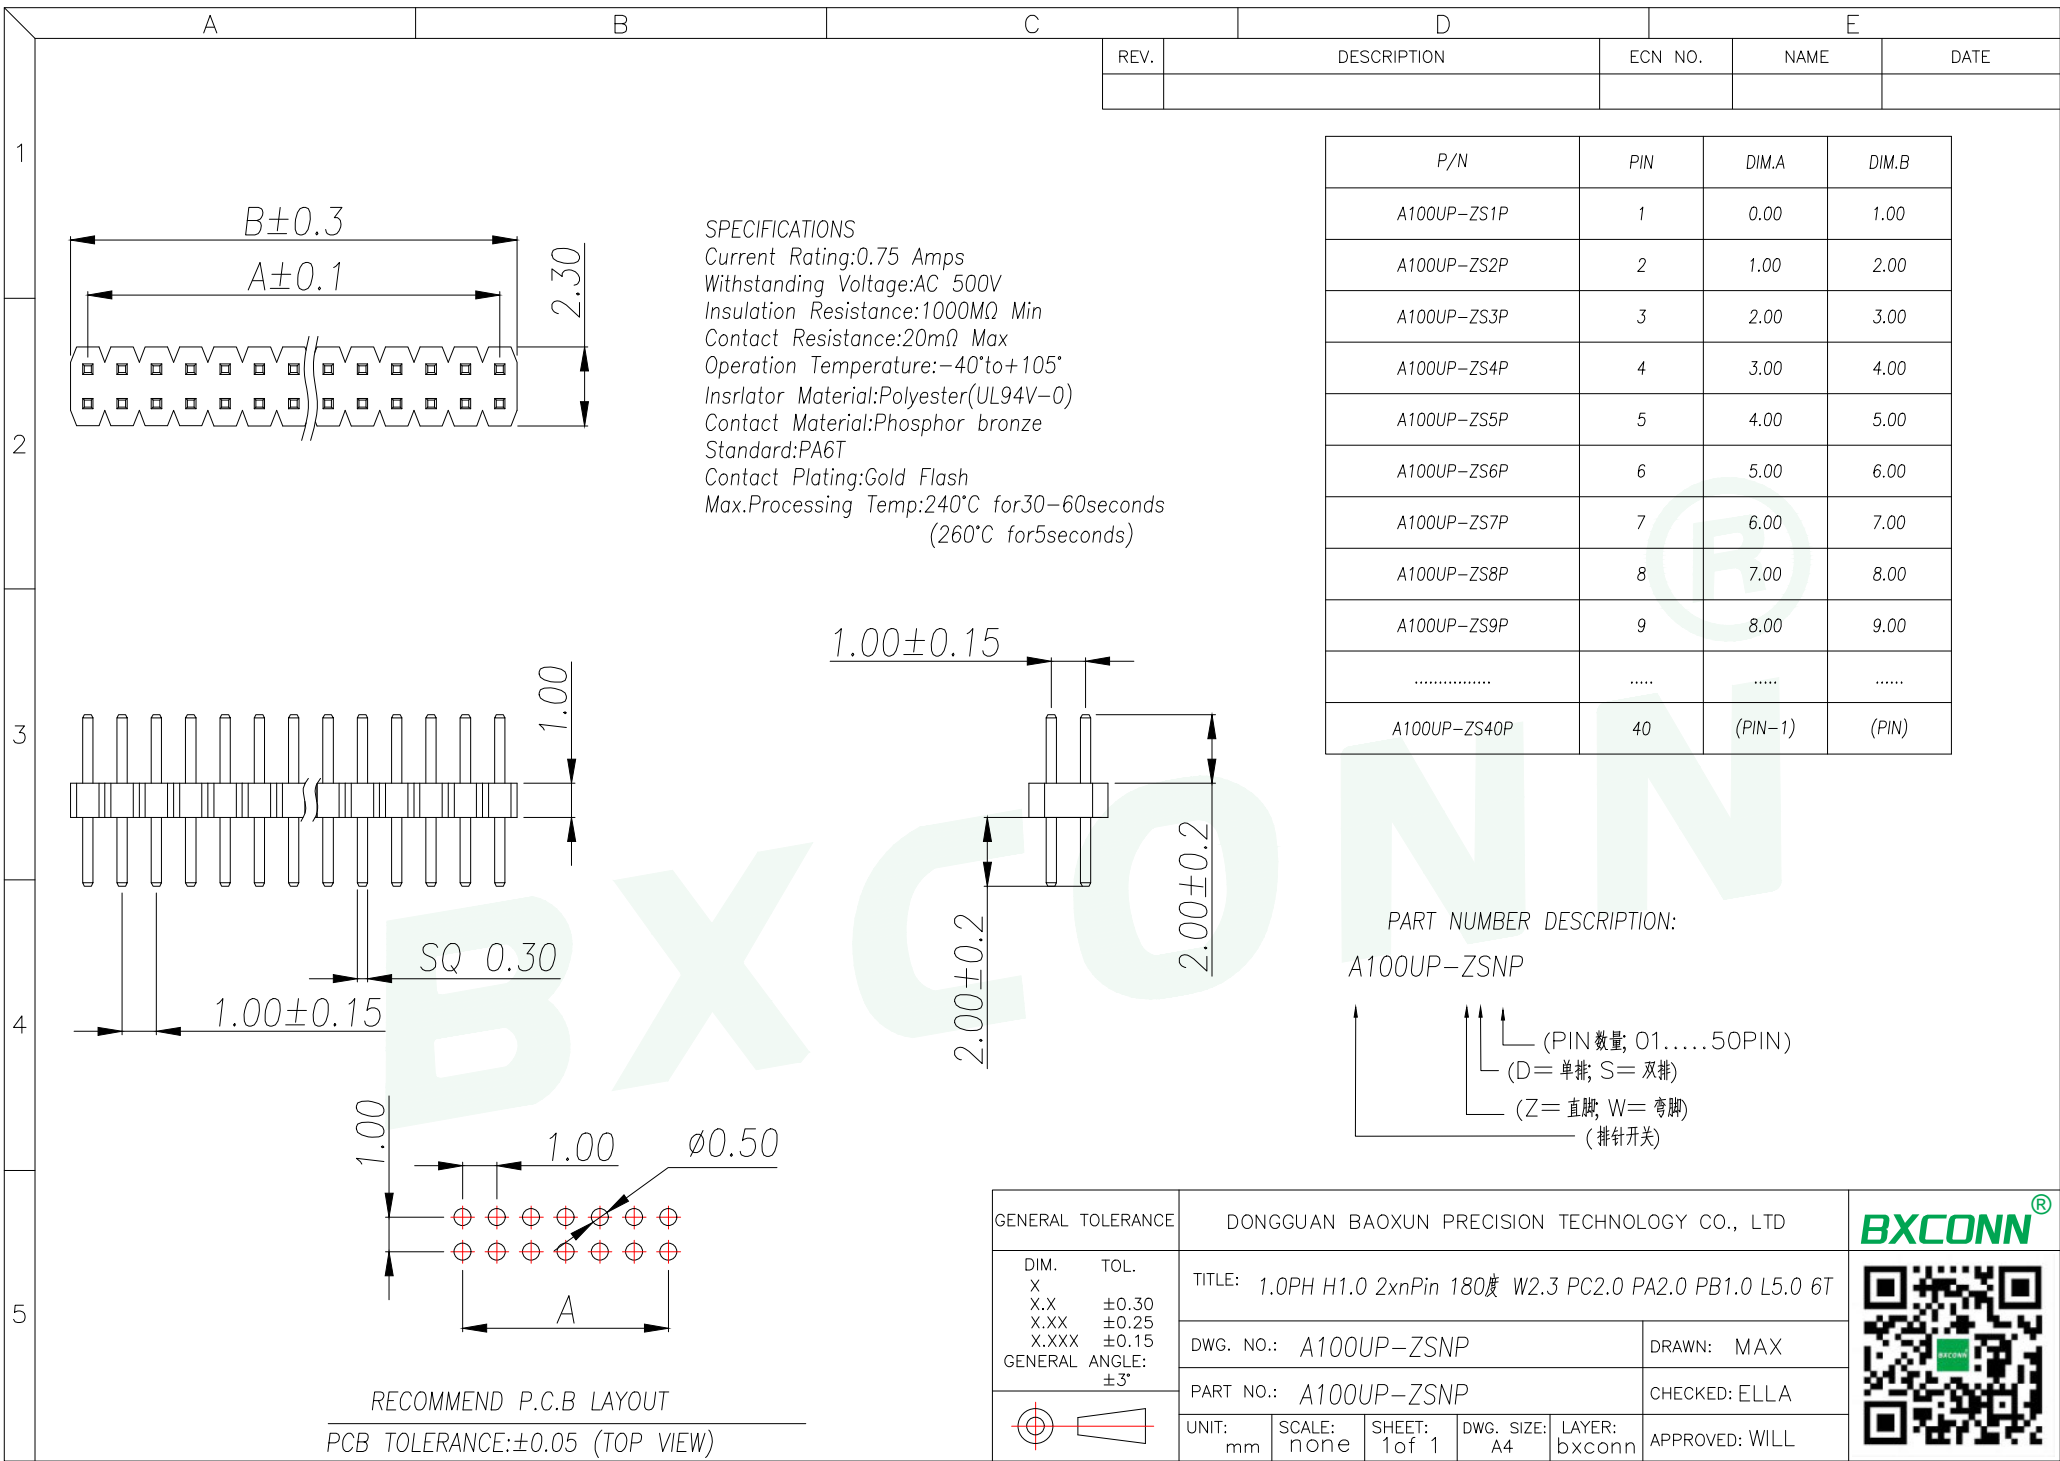 A B C D E
REV. DESCRIPTION ECN NO. NAME DATE
1
2
3
4
5
P/N PIN DIM.A DIM.B
A100UP-ZS1P 1 0.00 1.00
A100UP-ZS2P 2 1.00 2.00
A100UP-ZS3P 3 2.00 3.00
A100UP-ZS4P 4 3.00 4.00
A100UP-ZS5P 5 4.00 5.00
A100UP-ZS6P 6 5.00 6.00
A100UP-ZS7P 7 6.00 7.00
A100UP-ZS8P 8 7.00 8.00
A100UP-ZS9P 9 8.00 9.00
................ ..... ..... ......
A100UP-ZS40P 40 (PIN-1) (PIN)
B±0.3
A±0.1
2.30
SPECIFICATIONS
Current Rating:0.75 Amps
Withstanding Voltage:AC 500V
Insulation Resistance:1000MΩ Min
Contact Resistance:20mΩ Max
Operation Temperature:-40°to+105°
Insrlator Material:Polyester(UL94V-0)
Contact Material:Phosphor bronze
Standard:PA6T
Contact Plating:Gold Flash
Max.Processing Temp:240°C for30-60seconds
(260°C for5seconds)
1.00
SQ 0.30
1.00±0.15
1.00±0.15
2.00±0.2
2.00±0.2
BXCONN®
PART NUMBER DESCRIPTION:
A100UP-ZSNP
(PIN数量; 01.....50PIN)
(D=单排; S=双排)
(Z=直脚; W=弯脚)
(排针开关)
1.00
1.00
ø0.50
A
RECOMMEND P.C.B LAYOUT
PCB TOLERANCE:±0.05 (TOP VIEW)
GENERAL TOLERANCE
DIM. TOL.
X
X.X ±0.30
X.XX ±0.25
X.XXX ±0.15
GENERAL ANGLE:
±3°
DONGGUAN BAOXUN PRECISION TECHNOLOGY CO., LTD
TITLE: 1.0PH H1.0 2xnPin 180度 W2.3 PC2.0 PA2.0 PB1.0 L5.0 6T
DWG. NO.: A100UP-ZSNP DRAWN: MAX
PART NO.: A100UP-ZSNP CHECKED: ELLA
UNIT: mm SCALE: none SHEET: 1of 1 DWG. SIZE: A4 LAYER: bxconn APPROVED: WILL
BXCONN®
BXCONN